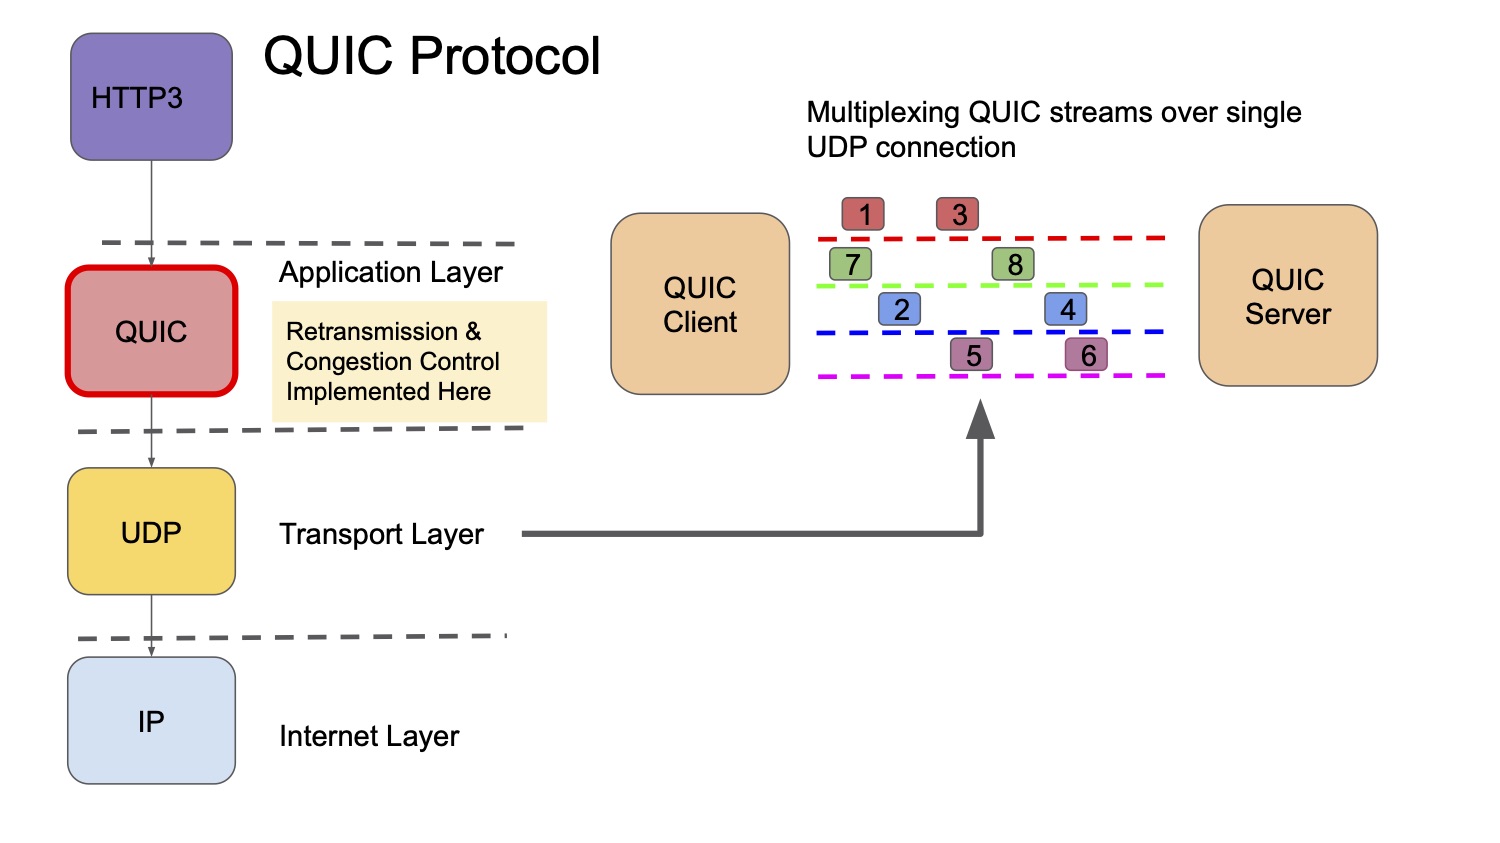 QUIC Protocol
HTTP3
Multiplexing QUIC streams over single
UDP connection
1
3
7
8
2
4
5
6
QUIC
Client
QUIC
Server
Application Layer
QUIC
Retransmission &
Congestion Control
Implemented Here
UDP
Transport Layer
IP
Internet Layer